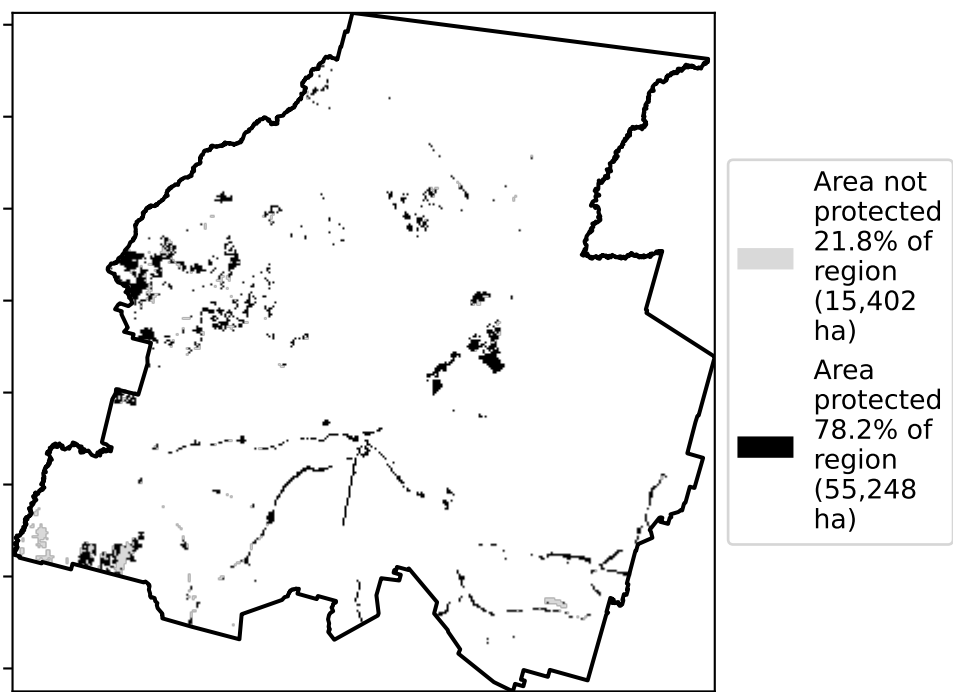 Area not
protected
21.8% of
region
(15,402
ha)
Area
protected
78.2% of
region
(55,248
ha)